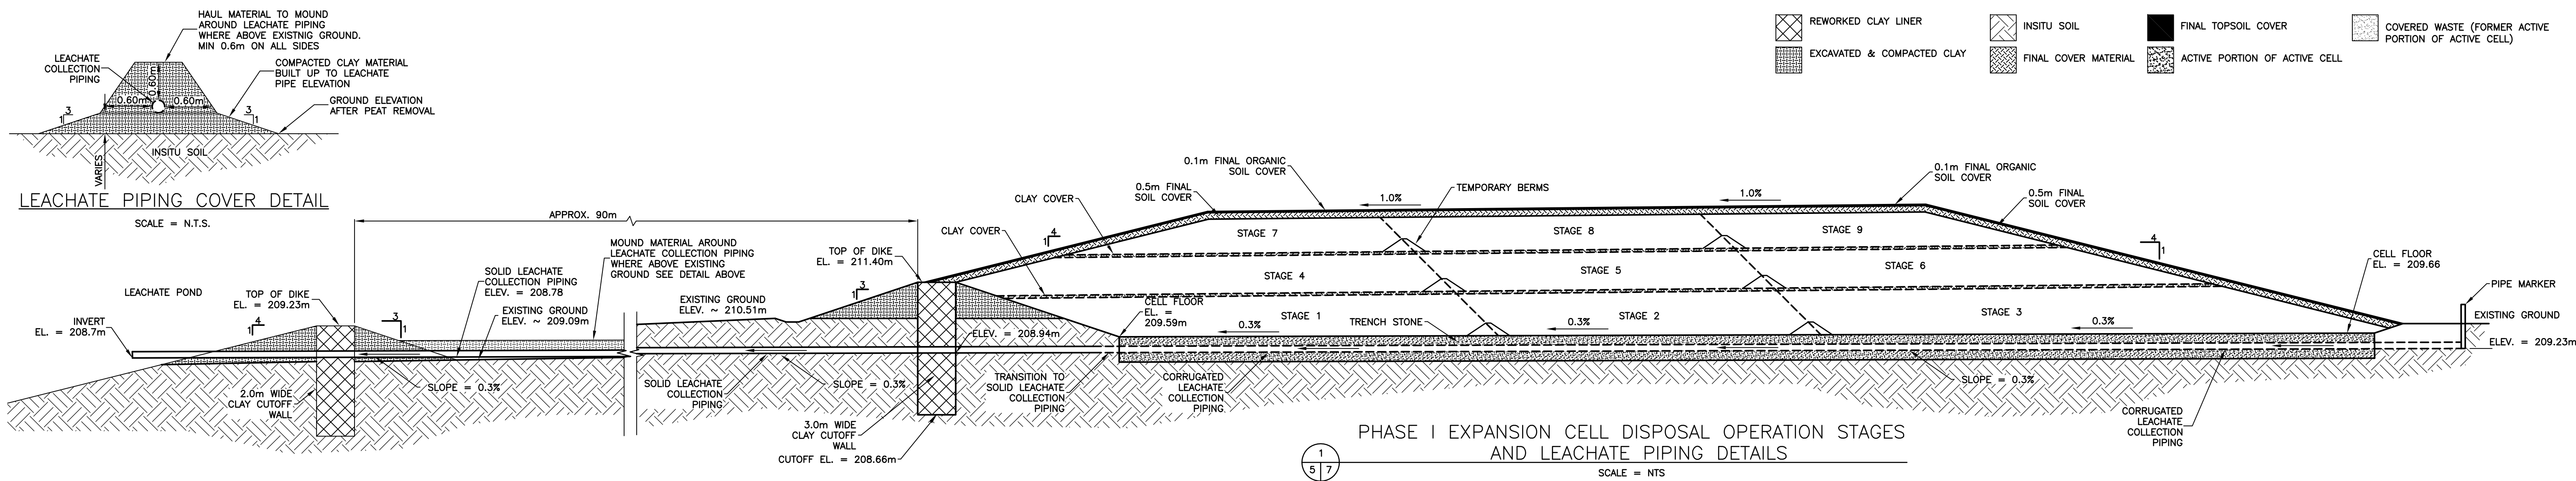 HAUL MATERIAL TO MOUND
AROUND LEACHATE PIPING
WHERE ABOVE EXISTNIG GROUND.
MIN 0.6m ON ALL SIDES
LEACHATE
COLLECTION
PIPING
COMPACTED CLAY MATERIAL
BUILT UP TO LEACHATE
PIPE ELEVATION
GROUND ELEVATION
AFTER PEAT REMOVAL
0.60m
0.60m
0.60m
3
1
3
1
INSITU SOIL
VARIES
LEACHATE PIPING COVER DETAIL
SCALE = N.T.S.
REWORKED CLAY LINER
EXCAVATED & COMPACTED CLAY
INSITU SOIL
FINAL COVER MATERIAL
FINAL TOPSOIL COVER
ACTIVE PORTION OF ACTIVE CELL
COVERED WASTE (FORMER ACTIVE
PORTION OF ACTIVE CELL)
LEACHATE POND
INVERT
EL. = 208.7m
TOP OF DIKE
EL. = 209.23m
4
1
3
1
APPROX. 90m
SOLID LEACHATE
COLLECTION PIPING
ELEV. = 208.78
EXISTING GROUND
ELEV. ~ 209.09m
MOUND MATERIAL AROUND
LEACHATE COLLECTION PIPING
WHERE ABOVE EXISTING
GROUND SEE DETAIL ABOVE
2.0m WIDE
CLAY CUTOFF
WALL
SLOPE = 0.3%
EXISTING GROUND
ELEV. ~ 210.51m
TOP OF DIKE
EL. = 211.40m
3
1
SOLID LEACHATE
COLLECTION
PIPING
SLOPE = 0.3%
3.0m WIDE
CLAY CUTOFF
WALL
CUTOFF EL. = 208.66m
ELEV. = 208.94m
TRANSITION TO
SOLID LEACHATE
COLLECTION
PIPING
CELL FLOOR
EL. =
209.59m
CLAY COVER
CLAY COVER
4
1
0.5m FINAL
SOIL COVER
0.1m FINAL ORGANIC
SOIL COVER
1.0%
TEMPORARY BERMS
1.0%
0.1m FINAL ORGANIC
SOIL COVER
0.5m FINAL
SOIL COVER
STAGE 7
STAGE 8
STAGE 9
STAGE 4
STAGE 5
STAGE 6
STAGE 1
STAGE 2
STAGE 3
0.3%
TRENCH STONE
0.3%
0.3%
4
1
CELL FLOOR
EL. = 209.66
PIPE MARKER
EXISTING GROUND
ELEV. = 209.23m
CORRUGATED
LEACHATE
COLLECTION
PIPING
SLOPE = 0.3%
CORRUGATED
LEACHATE
COLLECTION
PIPING
1
5 7
PHASE I EXPANSION CELL DISPOSAL OPERATION STAGES
AND LEACHATE PIPING DETAILS
SCALE = NTS